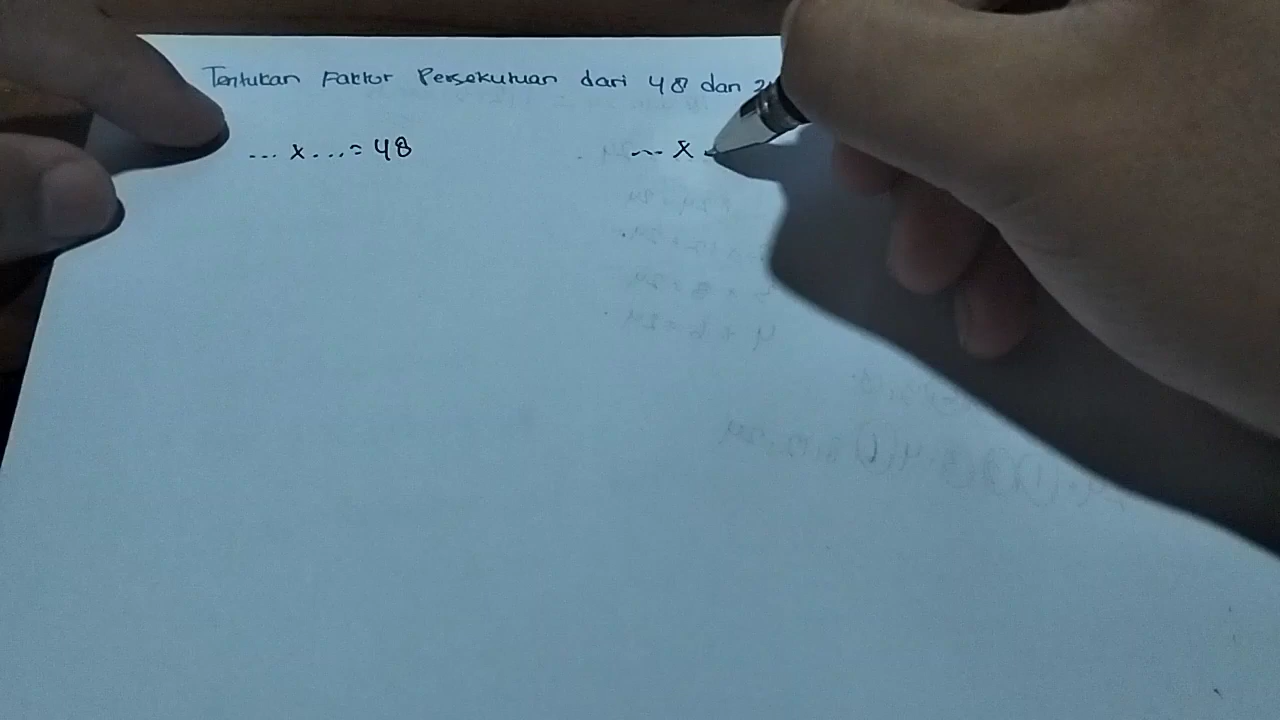 Tentukan Faktor Persekutuan dari 48 dan
... x ... = 48
... x